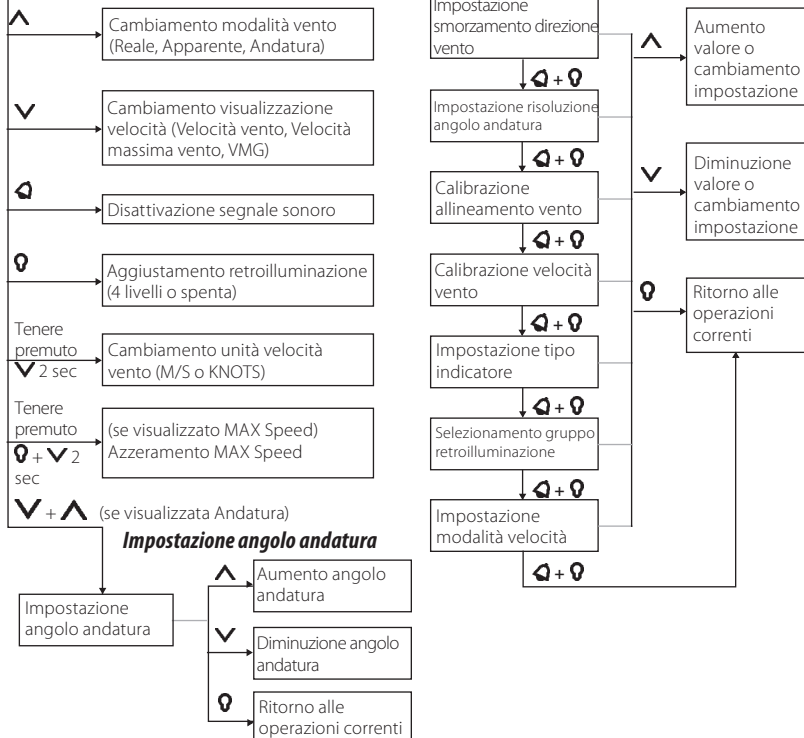 Cambiamento modalità vento
(Reale, Apparente, Andatura)
Cambiamento visualizzazione
velocità (Velocità vento, Velocità
massima vento, VMG)
Disattivazione segnale sonoro
Aggiustamento retroilluminazione
(4 livelli o spenta)
Tenere
premuto
2 sec
Cambiamento unità velocità
vento (M/S o KNOTS)
Tenere
premuto
+ 2
sec
(se visualizzato MAX Speed)
Azzeramento MAX Speed
+ (se visualizzata Andatura)
Impostazione angolo andatura
Impostazione
angolo andatura
Aumento angolo
andatura
Diminuzione angolo
andatura
Ritorno alle
operazioni correnti
Impostazione
smorzamento direzione
vento
+
Impostazione risoluzione
angolo andatura
+
Calibrazione
allineamento vento
+
Calibrazione velocità
vento
+
Impostazione tipo
indicatore
+
Selezionamento gruppo
retroilluminazione
+
Impostazione
modalità velocità
+
Aumento
valore o
cambiamento
impostazione
Diminuzione
valore o
cambiamento
impostazione
Ritorno alle
operazioni
correnti